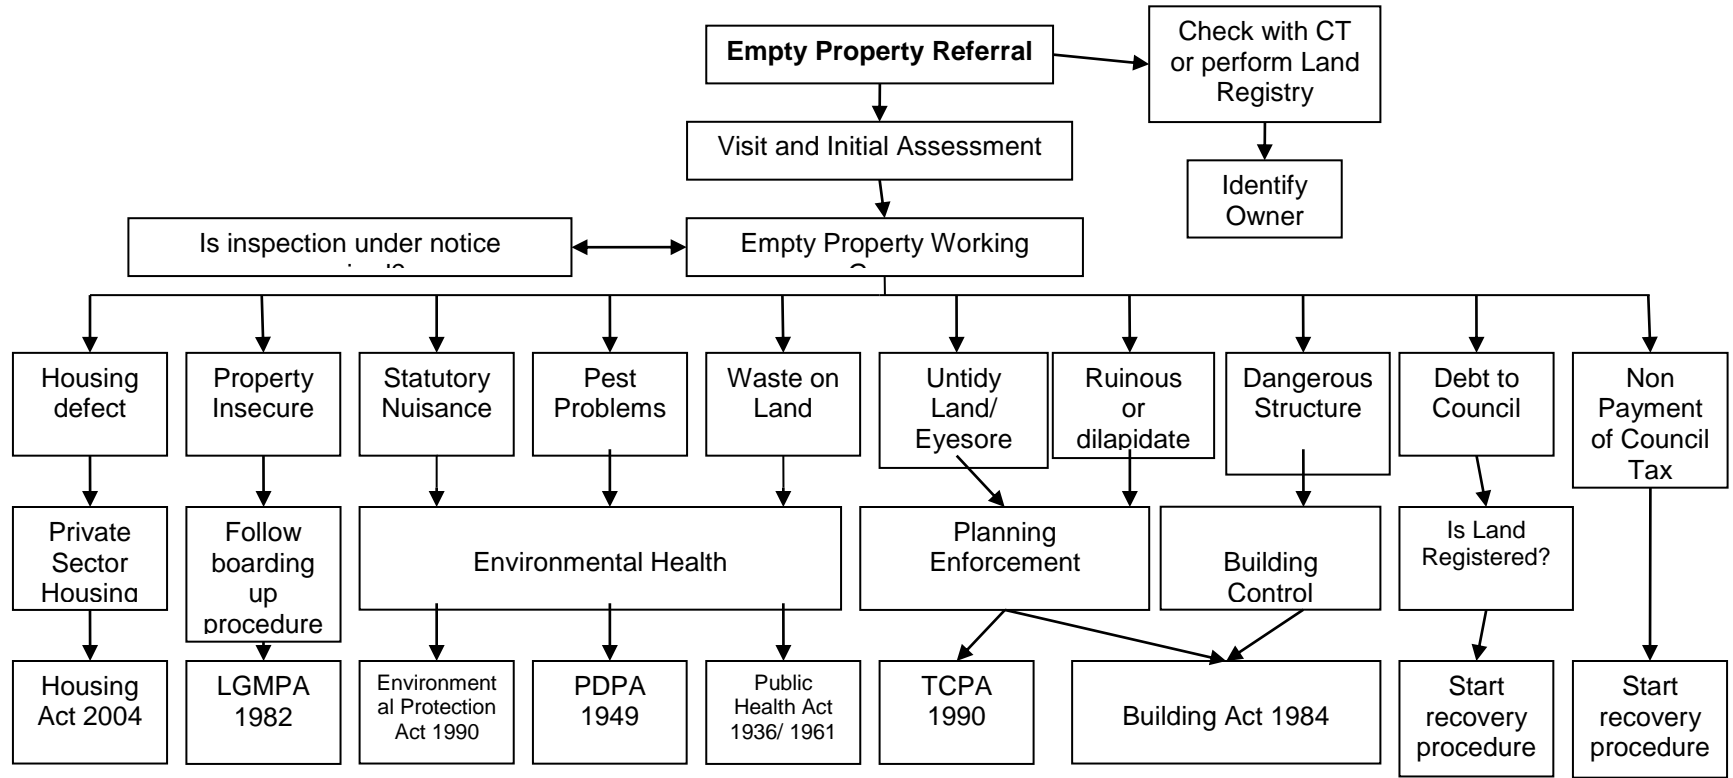 Empty Property Referral
Check with CT
or perform Land
Registry
Visit and Initial Assessment
Identify
Owner
Is inspection under notice
Empty Property Working
Housing
defect
Property
Insecure
Statutory
Nuisance
Pest
Problems
Waste on
Land
Untidy
Land/
Eyesore
Ruinous
or
dilapidate
Dangerous
Structure
Debt to
Council
Non
Payment
of Council
Tax
Private
Sector
Housing
Follow
boarding
up
procedure
Environmental Health
Planning
Enforcement
Building
Control
Is Land
Registered?
Housing
Act 2004
LGMPA
1982
Environment
al Protection
Act 1990
PDPA
1949
Public
Health Act
1936/ 1961
TCPA
1990
Building Act 1984
Start
recovery
procedure
Start
recovery
procedure